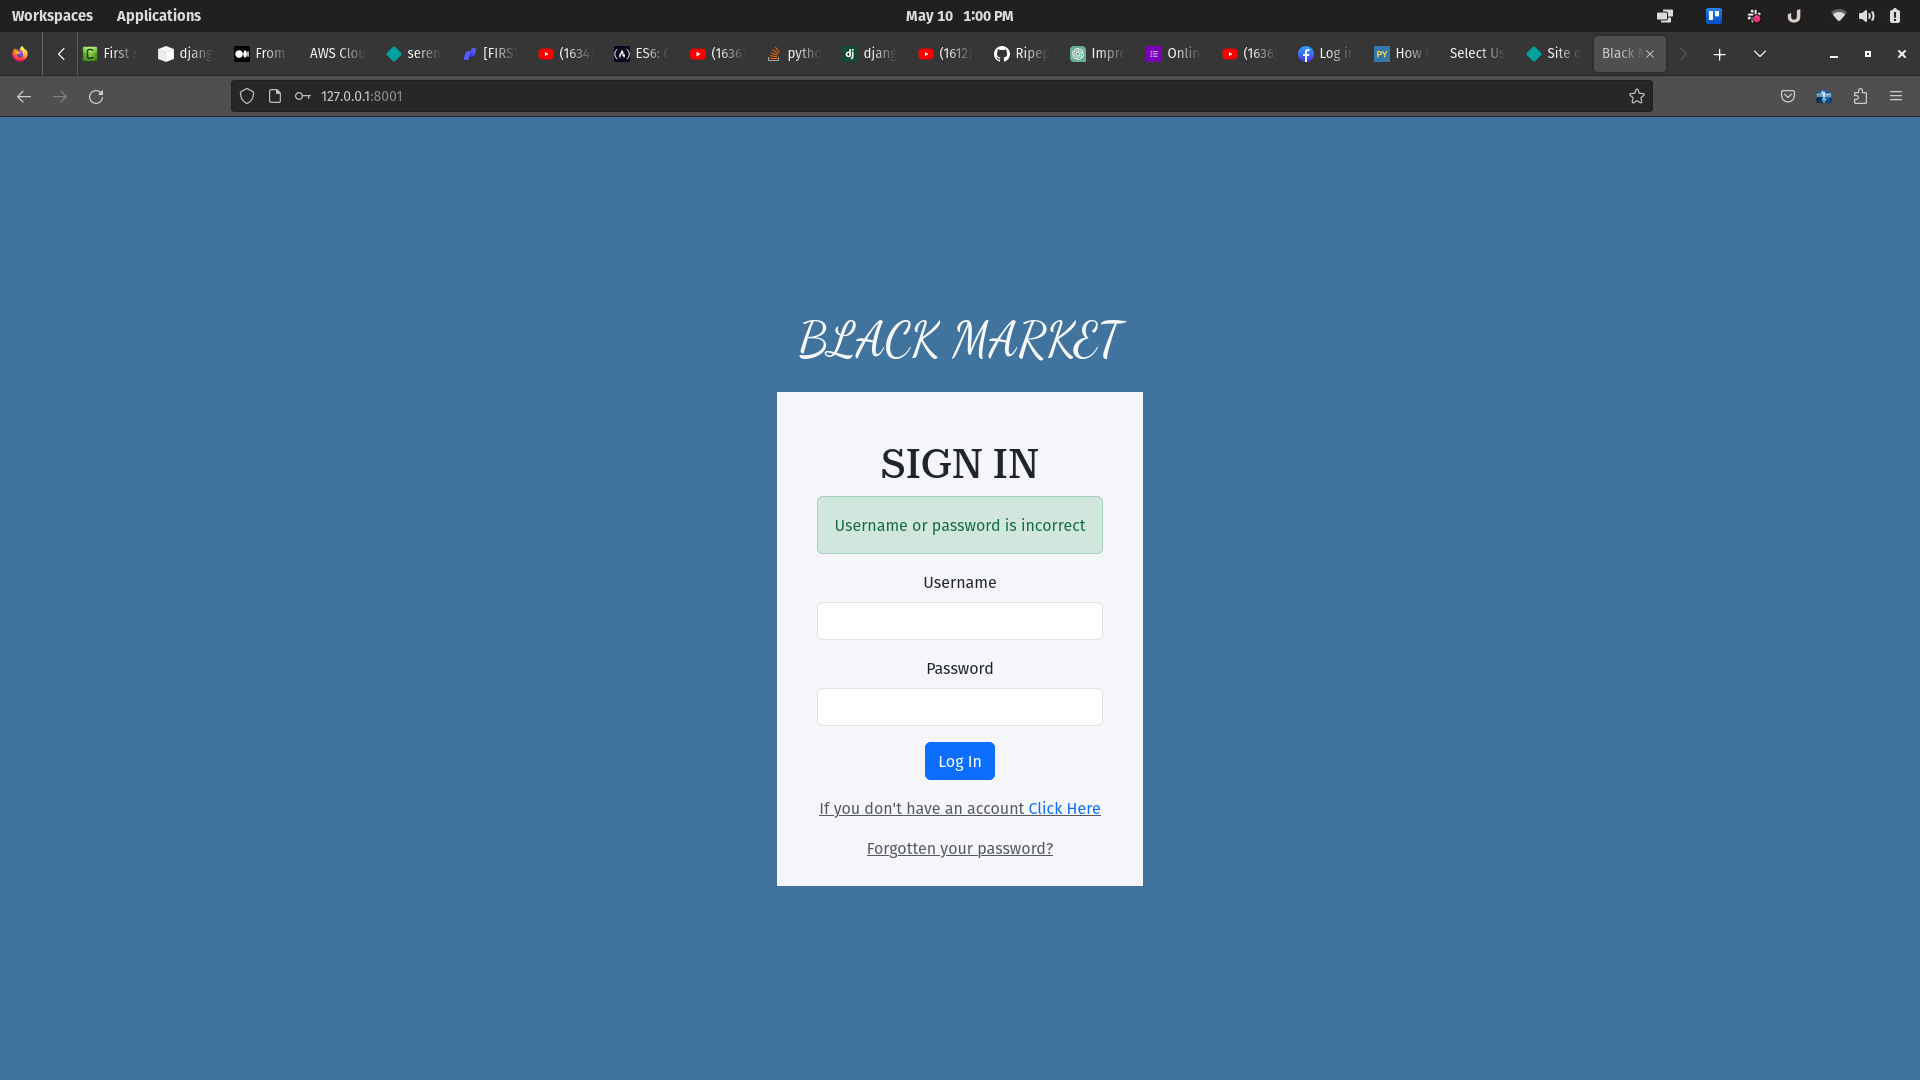 Workspaces Applications May 10 1:00 PM
First djang From AWS Clou seren [FIRS (1634 ES6: (1636 pytho djang (1612) Ripep Impro Onlin (1636 Log i How Select Us Site o Black
127.0.0.1:8001
BLACK MARKET
SIGN IN
Username or password is incorrect
Username
Password
Log In
If you don't have an account Click Here
Forgotten your password?